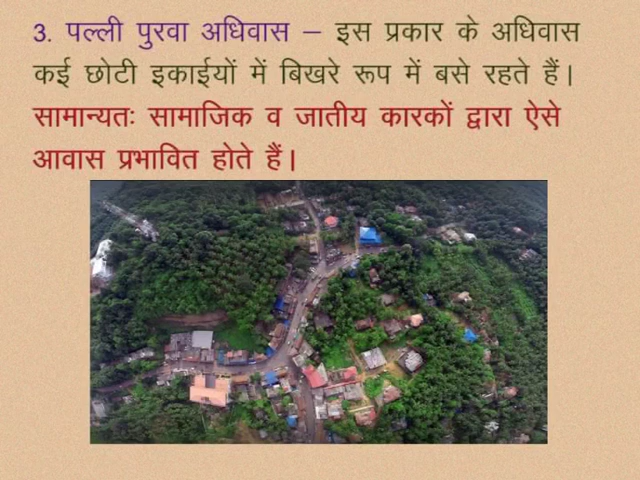 3. पल्ली पुरवा अधिवास – इस प्रकार के अधिवास
कई छोटी इकाईयों में बिखरे रूप में बसे रहते हैं।
सामान्यतः सामाजिक व जातीय कारकों द्वारा ऐसे
आवास प्रभावित होते हैं।